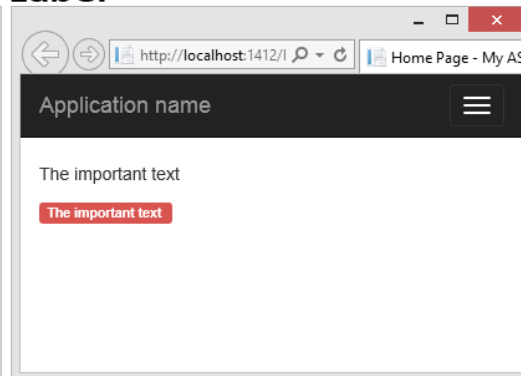 http://localhost:1412/
Home Page - My AS
Application name
The important text
The important text